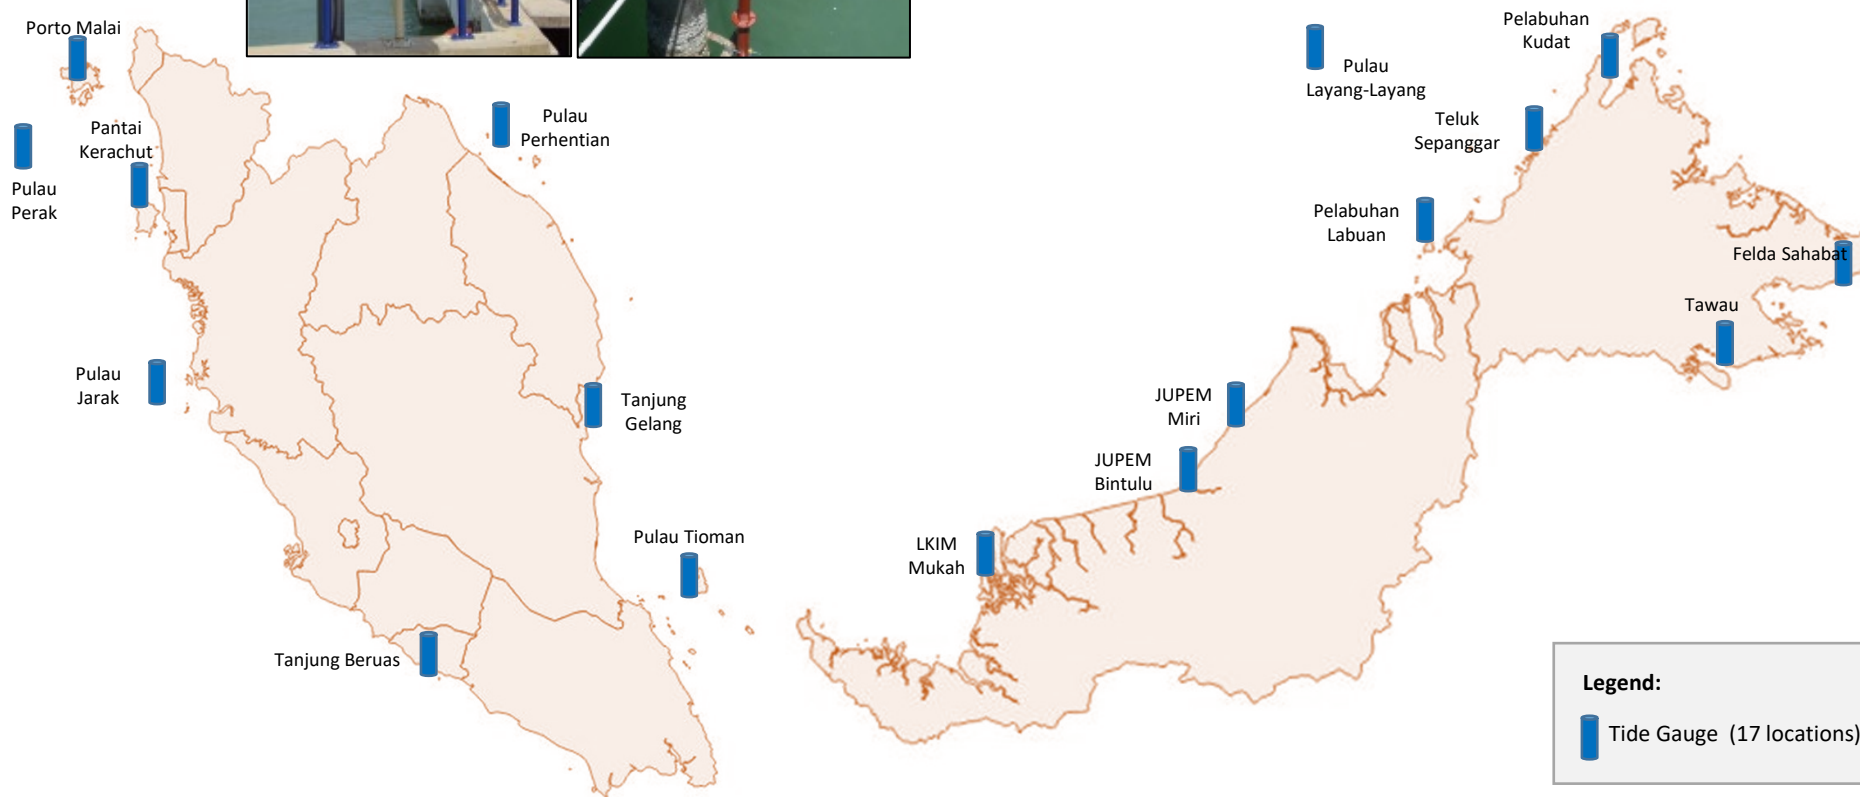 Porto Malai
Pantai
Kerachut
Pulau
Perak
Pulau
Perhentian
Pulau
Jarak
Tanjung
Gelang
Pulau Tioman
Tanjung Beruas
Pulau
Layang-Layang
Pelabuhan
Kudat
Teluk
Sepanggar
Pelabuhan
Labuan
Felda Sahabat
Tawau
JUPEM
Miri
JUPEM
Bintulu
LKIM
Mukah
Legend:
Tide Gauge (17 locations)